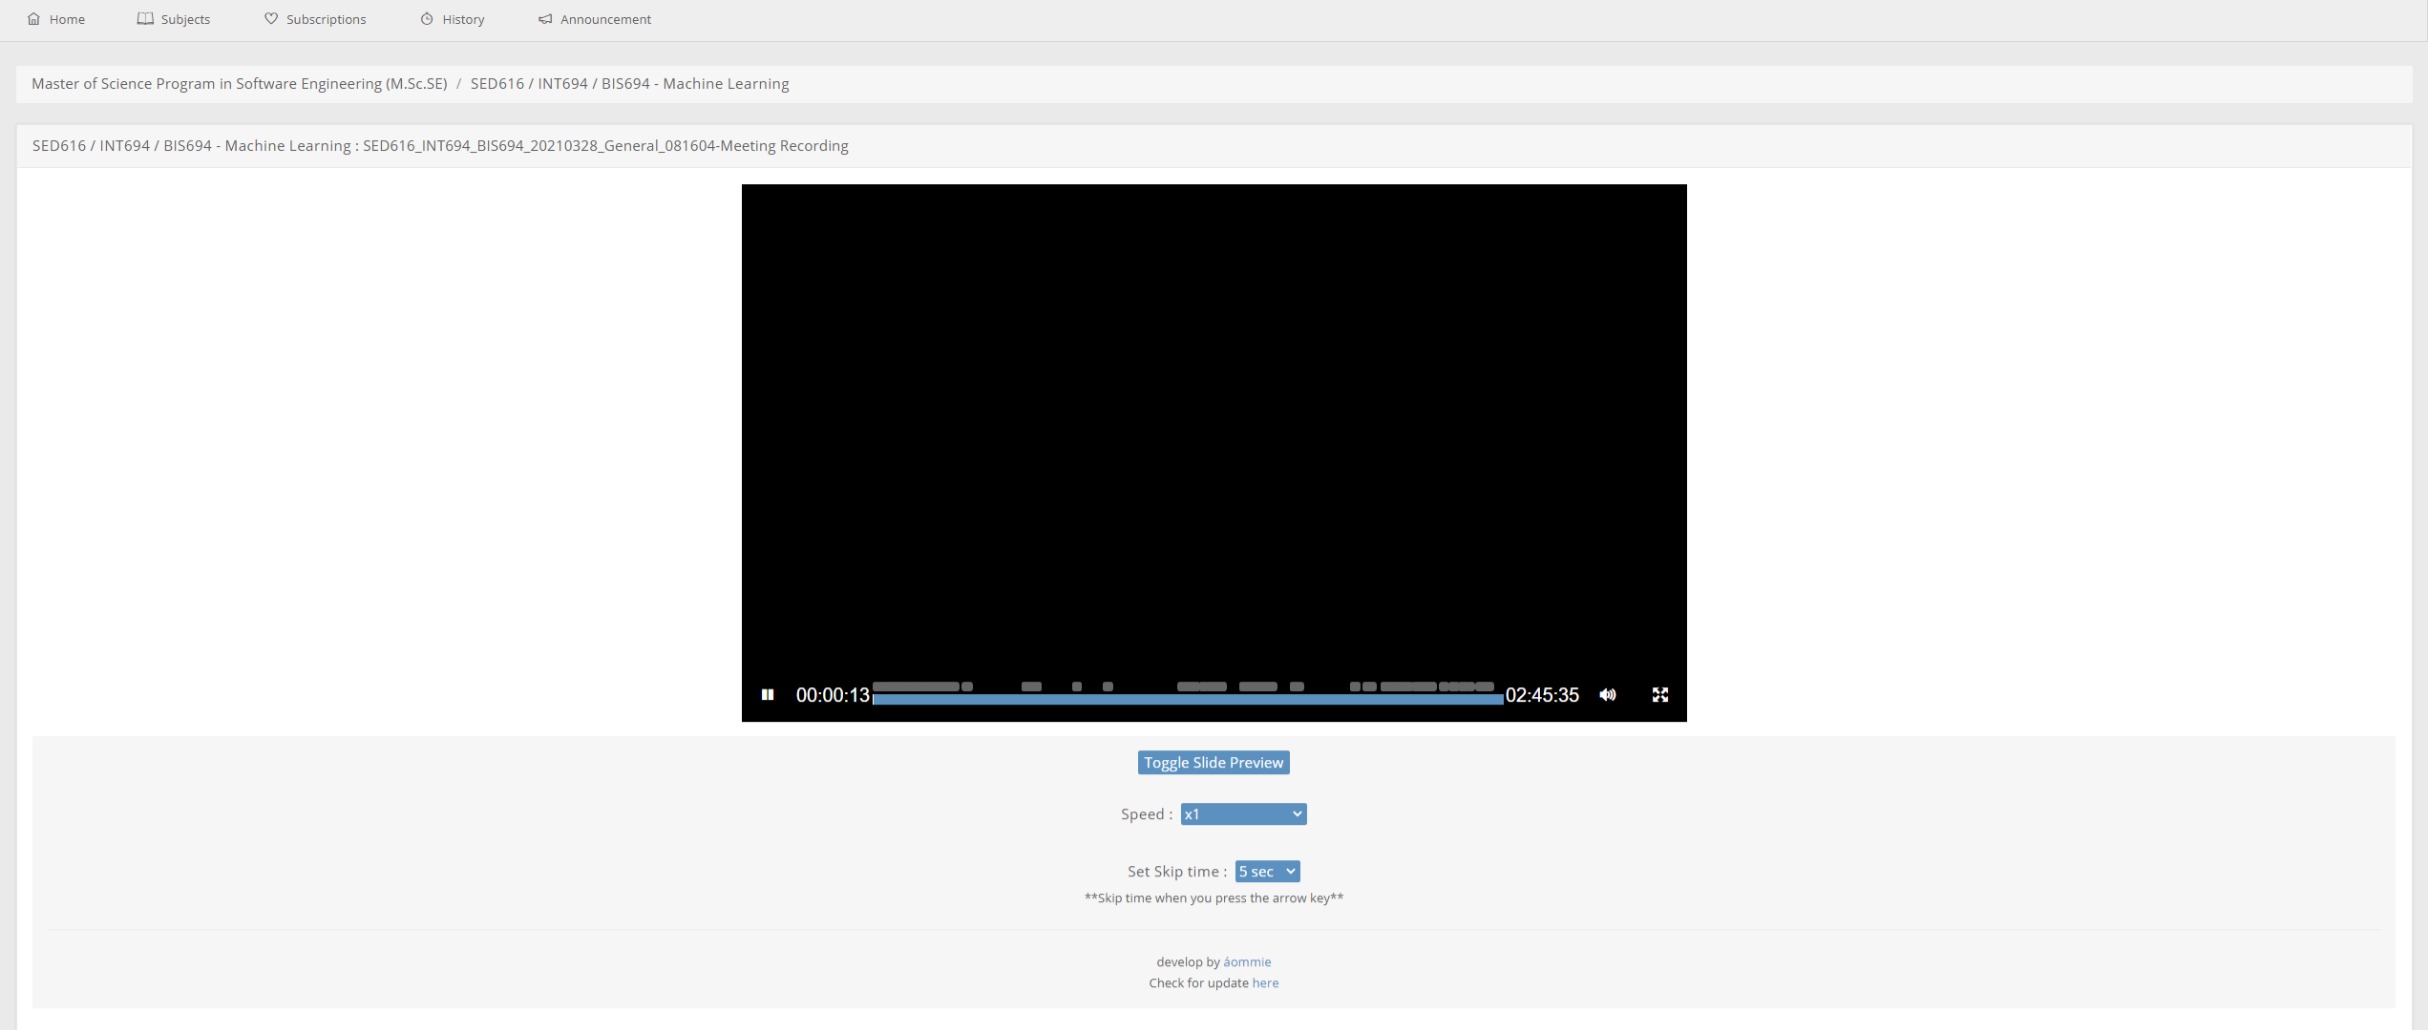 Home Subjects Subscriptions History Announcement
Master of Science Program in Software Engineering (M.Sc.SE) / SED616 / INT694 / BIS694 - Machine Learning
SED616 / INT694 / BIS694 - Machine Learning : SED616_INT694_BIS694_20210328_General_081604-Meeting Recording
00:00:13 02:45:35
Toggle Slide Preview
Speed : x1
Set Skip time : 5 sec
**Skip time when you press the arrow key**
develop by áommie
Check for update here